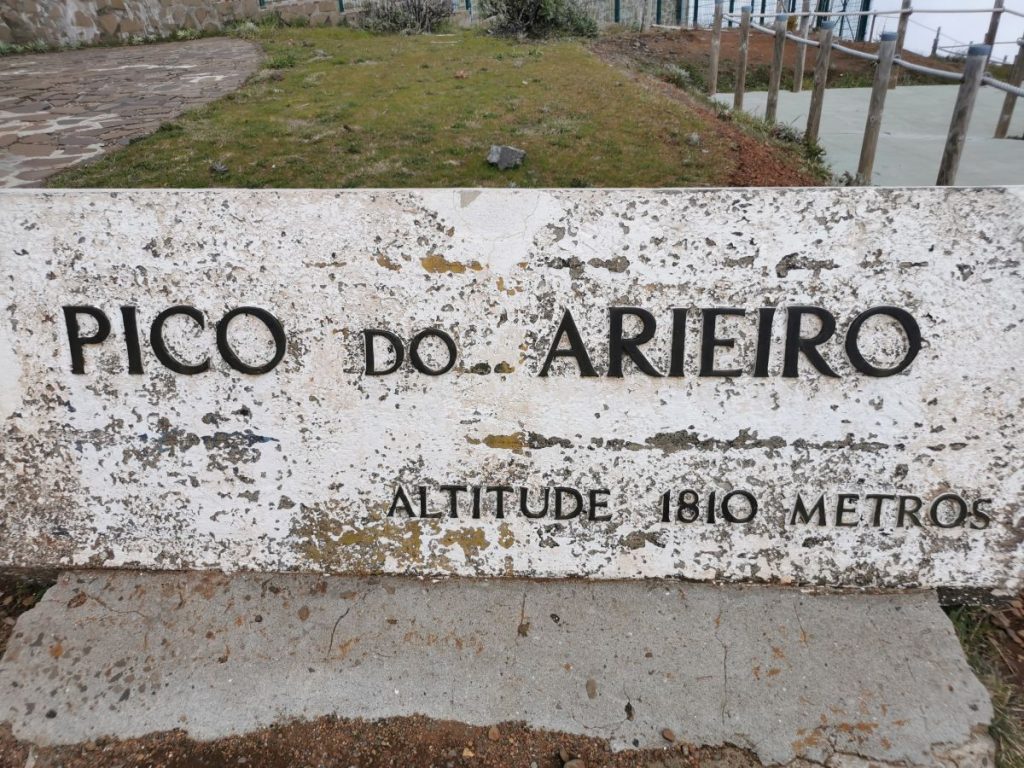 PICO DO ARIEIRO
ALTITUDE 1810 METROS